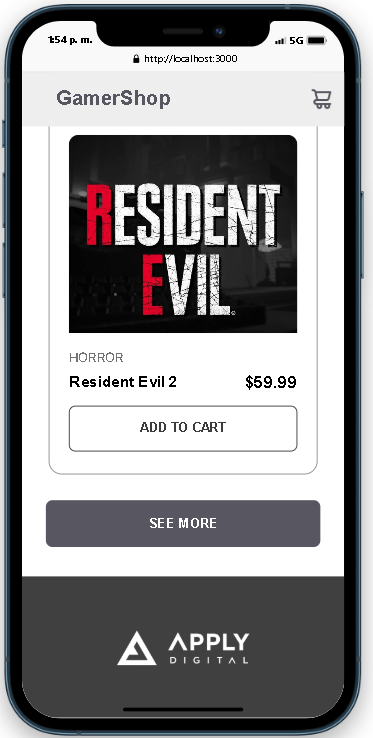 1:54 p. m.
5G
http://localhost:3000
GamerShop
RESIDENT
EVIL
HORROR
Resident Evil 2
$59.99
ADD TO CART
SEE MORE
APPLY
DIGITAL